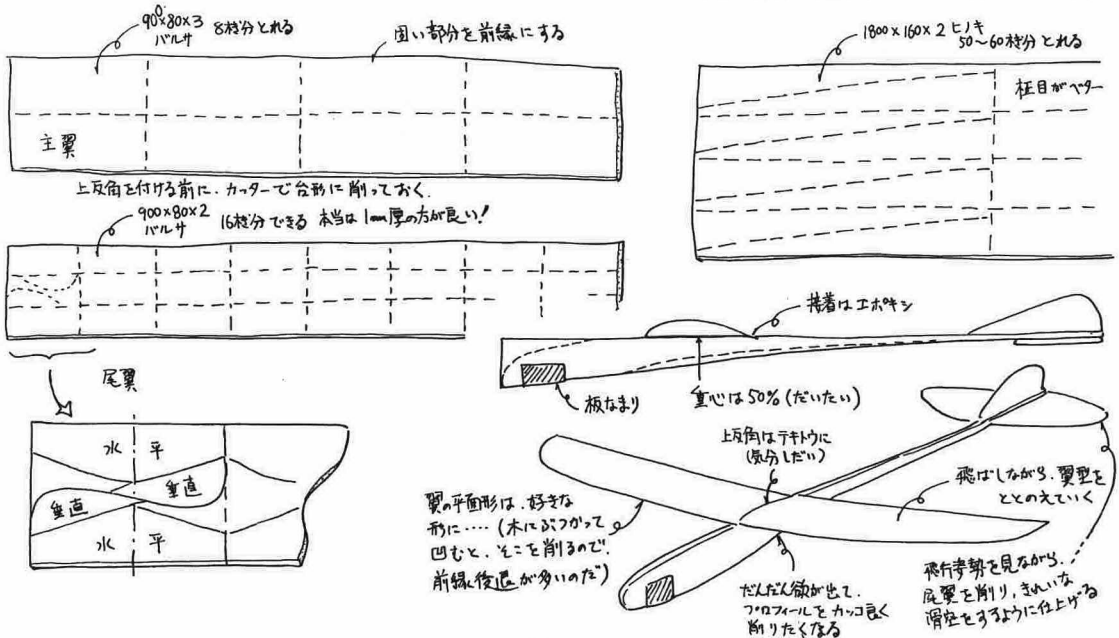 900×80×3
バルサ
8機分とれる
固い部分を前縁にする
主翼
上反角を付ける前に、カッターで台形に削っておく.
900×80×2
バルサ
16機分できる 本当は1mm厚の方が良い!
尾翼
水平
垂直
垂直
水平
1800×160×2 ヒノキ
50~60機分とれる
柾目がベター
接着はエポキシ
板なまり
重心は50%(だいたい)
上反角はテキトウに
(気分しだい)
翼の平面形は、好きな
形に……(木にぶつかって
凹むと、そこを削るので、
前縁後退が多いのだ)
飛ばしながら、翼型を
ととのえていく
だんだん欲が出て、
プロフィールをカッコ良く
削りたくなる
飛行姿勢を見ながら、
尾翼を削り、きれいな
滑空をするように仕上げる